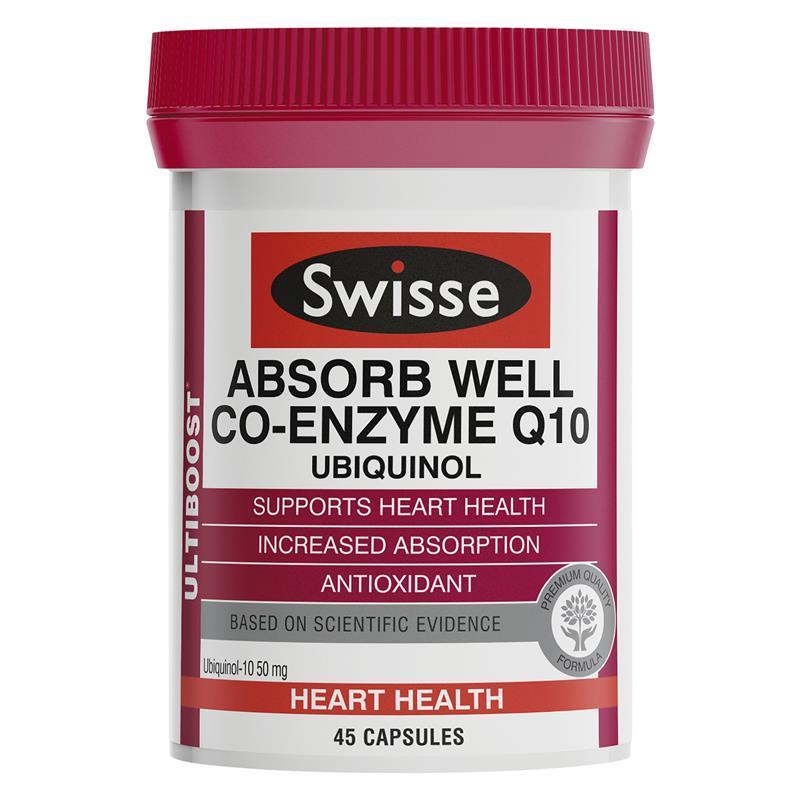 Swisse
ABSORB WELL
CO-ENZYME Q10
UBIQUINOL
SUPPORTS HEART HEALTH
INCREASED ABSORPTION
ANTIOXIDANT
BASED ON SCIENTIFIC EVIDENCE
PREMIUM QUALITY
FORMULA
Ubiquinol-10 50 mg
HEART HEALTH
45 CAPSULES
ULTIBOOST